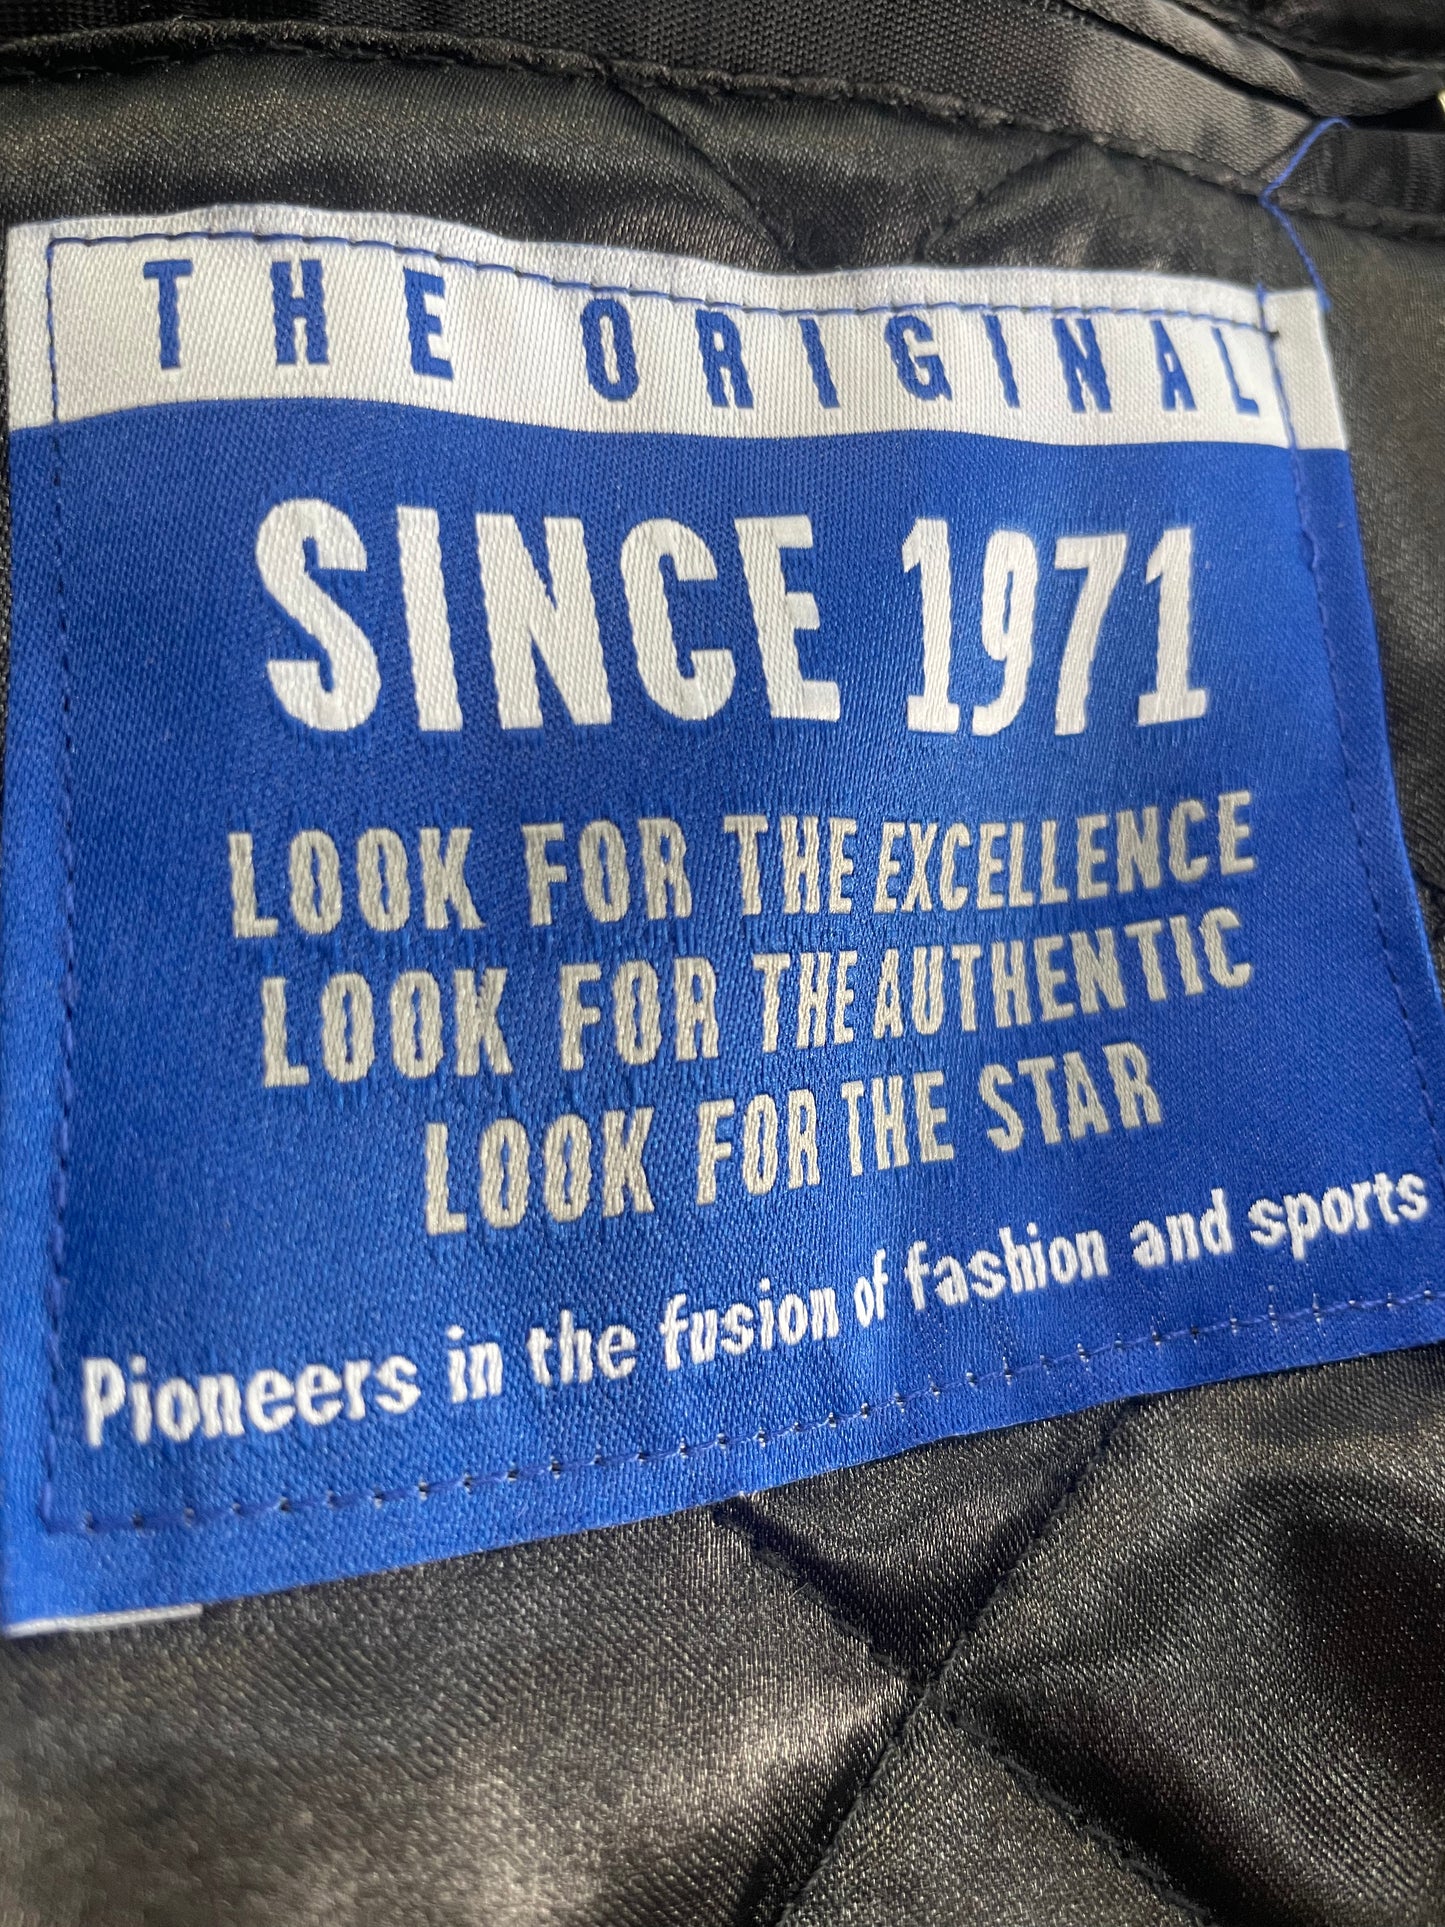 THE ORIGINAL
SINCE 1971
LOOK FOR THE EXCELLENCE
LOOK FOR THE AUTHENTIC
LOOK FOR THE STAR
Pioneers in the fusion of fashion and sports